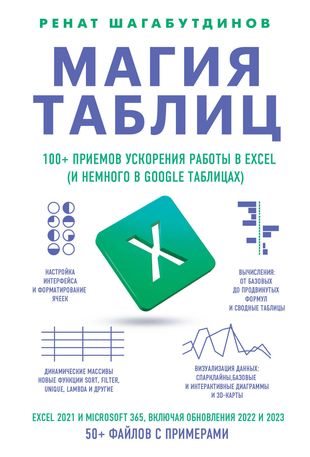 РЕНАТ ШАГАБУТДИНОВ
МАГИЯ
ТАБЛИЦ
100+ ПРИЕМОВ УСКОРЕНИЯ РАБОТЫ В EXCEL
(И НЕМНОГО В GOOGLE ТАБЛИЦАХ)
X
НАСТРОЙКА
ИНТЕРФЕЙСА
И ФОРМАТИРОВАНИЕ
ЯЧЕЕК
ВЫЧИСЛЕНИЯ:
ОТ БАЗОВЫХ
ДО ПРОДВИНУТЫХ
ФОРМУЛ
И СВОДНЫЕ ТАБЛИЦЫ
ДИНАМИЧЕСКИЕ МАССИВЫ
НОВЫЕ ФУНКЦИИ SORT, FILTER,
UNIQUE, LAMBDA И ДРУГИЕ
ВИЗУАЛИЗАЦИЯ ДАННЫХ:
СПАРКЛАЙНЫ,БАЗОВЫЕ
И ИНТЕРАКТИВНЫЕ ДИАГРАММЫ
И 3D-КАРТЫ
EXCEL 2021 И MICROSOFT 365, ВКЛЮЧАЯ ОБНОВЛЕНИЯ 2022 И 2023
50+ ФАЙЛОВ С ПРИМЕРАМИ